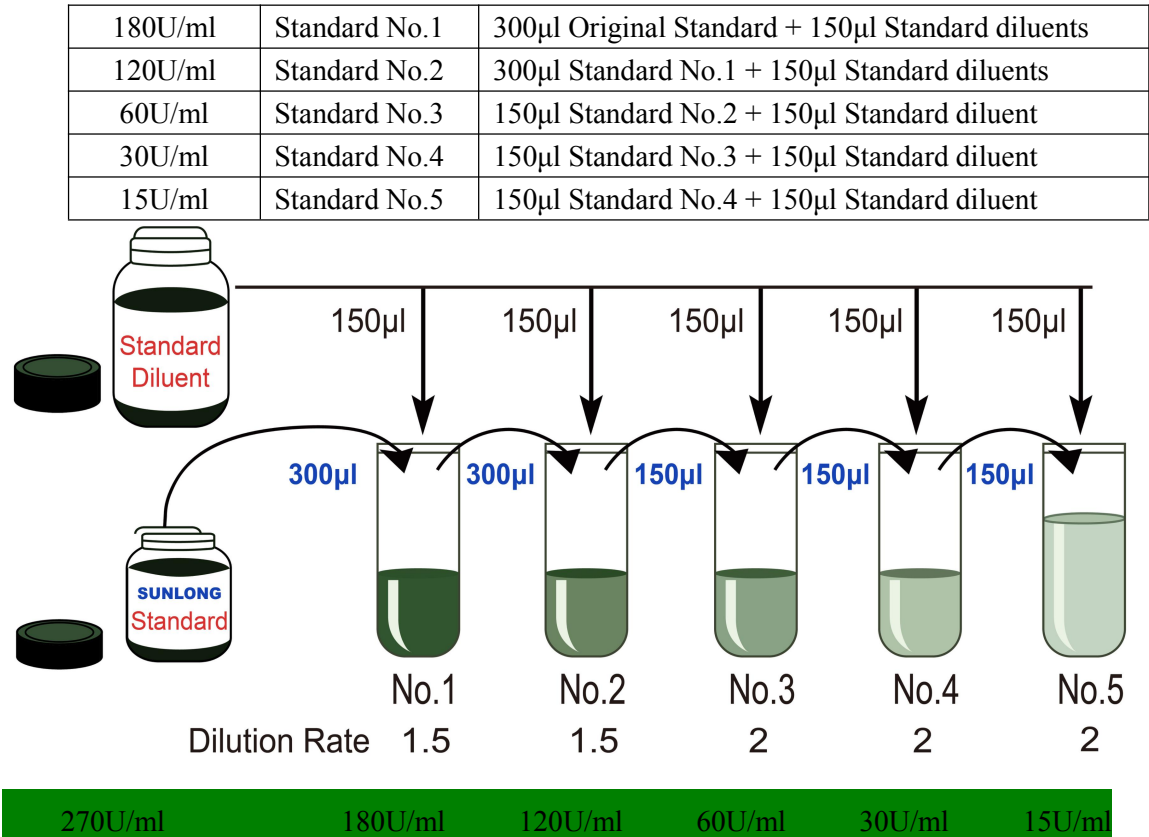 180U/ml Standard No.1 300μl Original Standard + 150μl Standard diluents
120U/ml Standard No.2 300μl Standard No.1 + 150μl Standard diluents
60U/ml Standard No.3 150μl Standard No.2 + 150μl Standard diluent
30U/ml Standard No.4 150μl Standard No.3 + 150μl Standard diluent
15U/ml Standard No.5 150μl Standard No.4 + 150μl Standard diluent
150μl 150μl 150μl 150μl 150μl
Standard
Diluent
300μl 300μl 150μl 150μl 150μl
SUNLONG
Standard
No.1 No.2 No.3 No.4 No.5
Dilution Rate 1.5 1.5 2 2 2
270U/ml 180U/ml 120U/ml 60U/ml 30U/ml 15U/ml